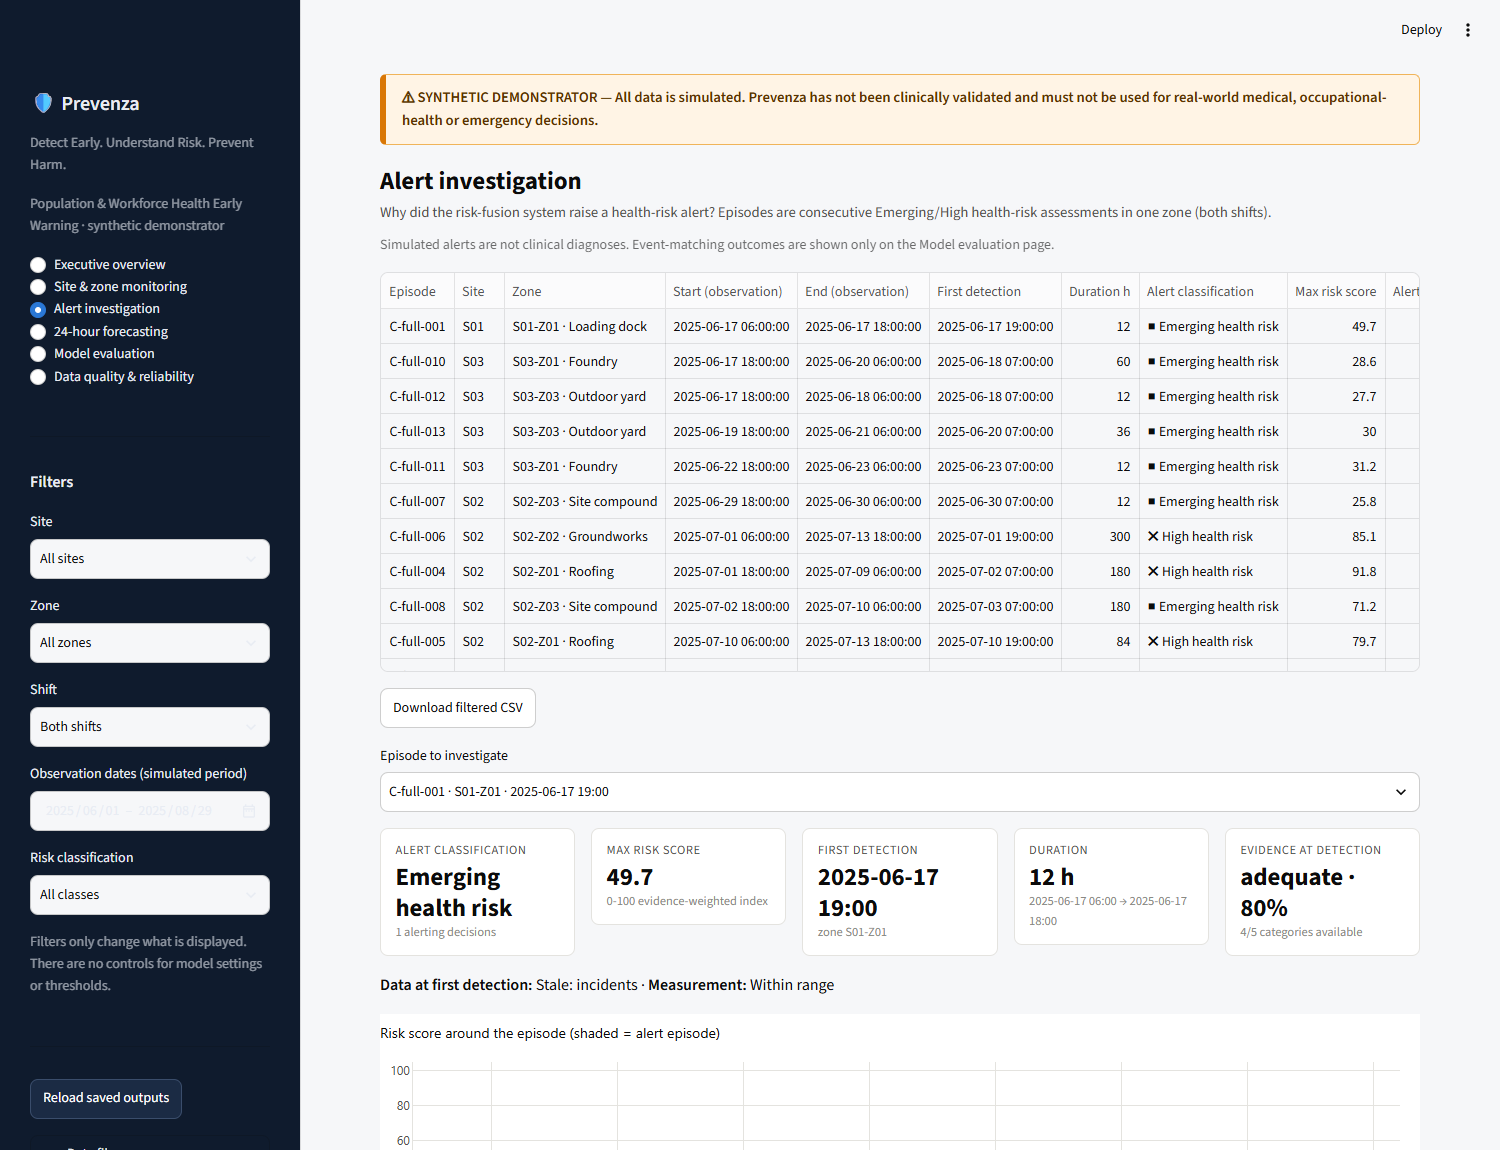 Deploy
Prevenza
Detect Early. Understand Risk. Prevent
Harm.
Population & Workforce Health Early
Warning · synthetic demonstrator
Executive overview
Site & zone monitoring
Alert investigation
24-hour forecasting
Model evaluation
Data quality & reliability
Filters
Site
All sites
Zone
All zones
Shift
Both shifts
Observation dates (simulated period)
2025/06/01 – 2025/08/29
Risk classification
All classes
Filters only change what is displayed.
There are no controls for model settings
or thresholds.
Reload saved outputs
⚠ SYNTHETIC DEMONSTRATOR — All data is simulated. Prevenza has not been clinically validated and must not be used for real-world medical, occupational-
health or emergency decisions.
Alert investigation
Why did the risk-fusion system raise a health-risk alert? Episodes are consecutive Emerging/High health-risk assessments in one zone (both shifts).
Simulated alerts are not clinical diagnoses. Event-matching outcomes are shown only on the Model evaluation page.
Episode Site Zone Start (observation) End (observation) First detection Duration h Alert classification Max risk score Alert
C-full-001 S01 S01-Z01 · Loading dock 2025-06-17 06:00:00 2025-06-17 18:00:00 2025-06-17 19:00:00 12 ■ Emerging health risk 49.7
C-full-010 S03 S03-Z01 · Foundry 2025-06-17 18:00:00 2025-06-20 06:00:00 2025-06-18 07:00:00 60 ■ Emerging health risk 28.6
C-full-012 S03 S03-Z03 · Outdoor yard 2025-06-17 18:00:00 2025-06-18 06:00:00 2025-06-18 07:00:00 12 ■ Emerging health risk 27.7
C-full-013 S03 S03-Z03 · Outdoor yard 2025-06-19 18:00:00 2025-06-21 06:00:00 2025-06-20 07:00:00 36 ■ Emerging health risk 30
C-full-011 S03 S03-Z01 · Foundry 2025-06-22 18:00:00 2025-06-23 06:00:00 2025-06-23 07:00:00 12 ■ Emerging health risk 31.2
C-full-007 S02 S02-Z03 · Site compound 2025-06-29 18:00:00 2025-06-30 06:00:00 2025-06-30 07:00:00 12 ■ Emerging health risk 25.8
C-full-006 S02 S02-Z02 · Groundworks 2025-07-01 06:00:00 2025-07-13 18:00:00 2025-07-01 19:00:00 300 ✕ High health risk 85.1
C-full-004 S02 S02-Z01 · Roofing 2025-07-01 18:00:00 2025-07-09 06:00:00 2025-07-02 07:00:00 180 ✕ High health risk 91.8
C-full-008 S02 S02-Z03 · Site compound 2025-07-02 18:00:00 2025-07-10 06:00:00 2025-07-03 07:00:00 180 ■ Emerging health risk 71.2
C-full-005 S02 S02-Z01 · Roofing 2025-07-10 06:00:00 2025-07-13 18:00:00 2025-07-10 19:00:00 84 ✕ High health risk 79.7
Download filtered CSV
Episode to investigate
C-full-001 · S01-Z01 · 2025-06-17 19:00
ALERT CLASSIFICATION
Emerging
health risk
1 alerting decisions
MAX RISK SCORE
49.7
0-100 evidence-weighted index
FIRST DETECTION
2025-06-17
19:00
zone S01-Z01
DURATION
12 h
2025-06-17 06:00 → 2025-06-17
18:00
EVIDENCE AT DETECTION
adequate ·
80%
4/5 categories available
Data at first detection: Stale: incidents · Measurement: Within range
Risk score around the episode (shaded = alert episode)
100
80
60